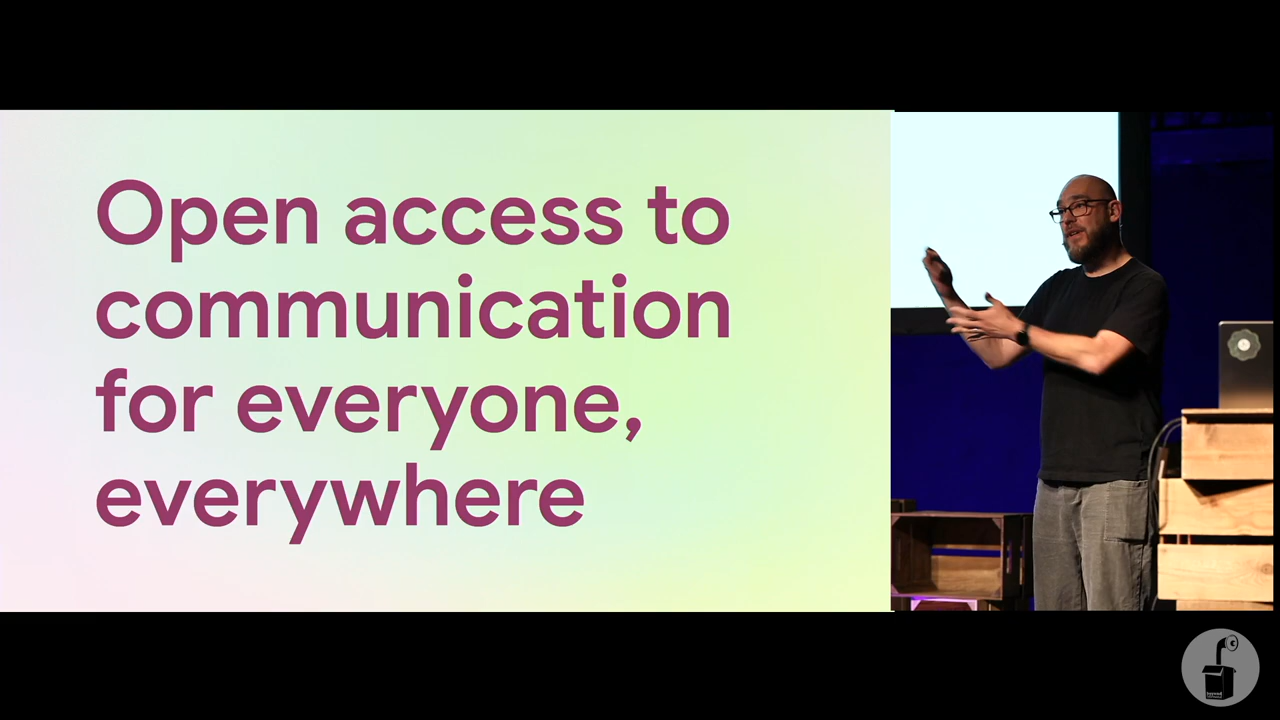 Open access to
communication
for everyone,
everywhere